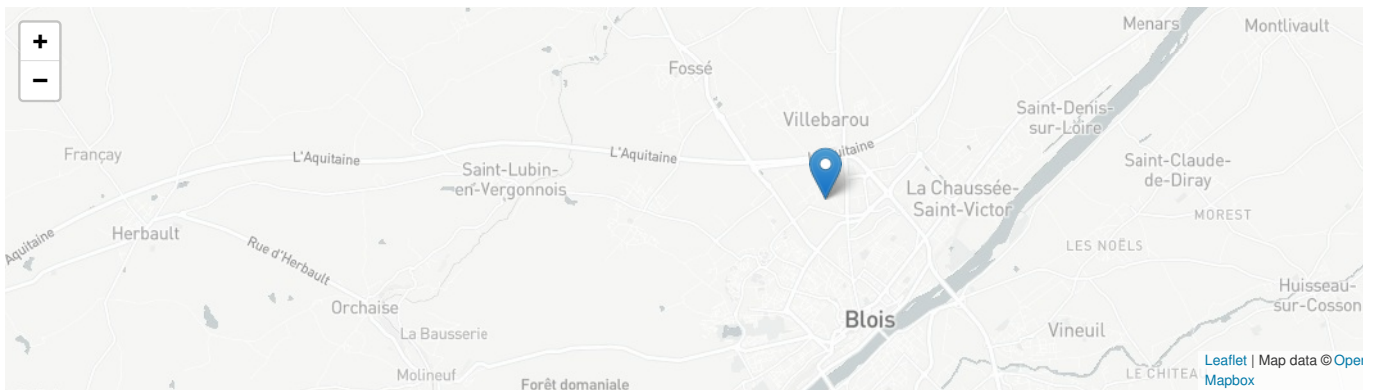 +
−
Menars
Montlivault
Fossé
Villebarou
Saint-Denis-
sur-Loire
Françay
L'Aquitaine
L'Aquitaine
Saint-Lubin-
en-Vergonnois
Saint-Claude-
de-Diray
La Chaussée-
Saint-Victor
MOREST
Aquitaine
Herbault
Rue d'Herbault
LES NOËLS
Huisseau-
sur-Cosson
Orchaise
La Bausserie
Blois
Vineuil
Molineuf
Forêt domaniale
Leaflet | Map data © Open
Mapbox